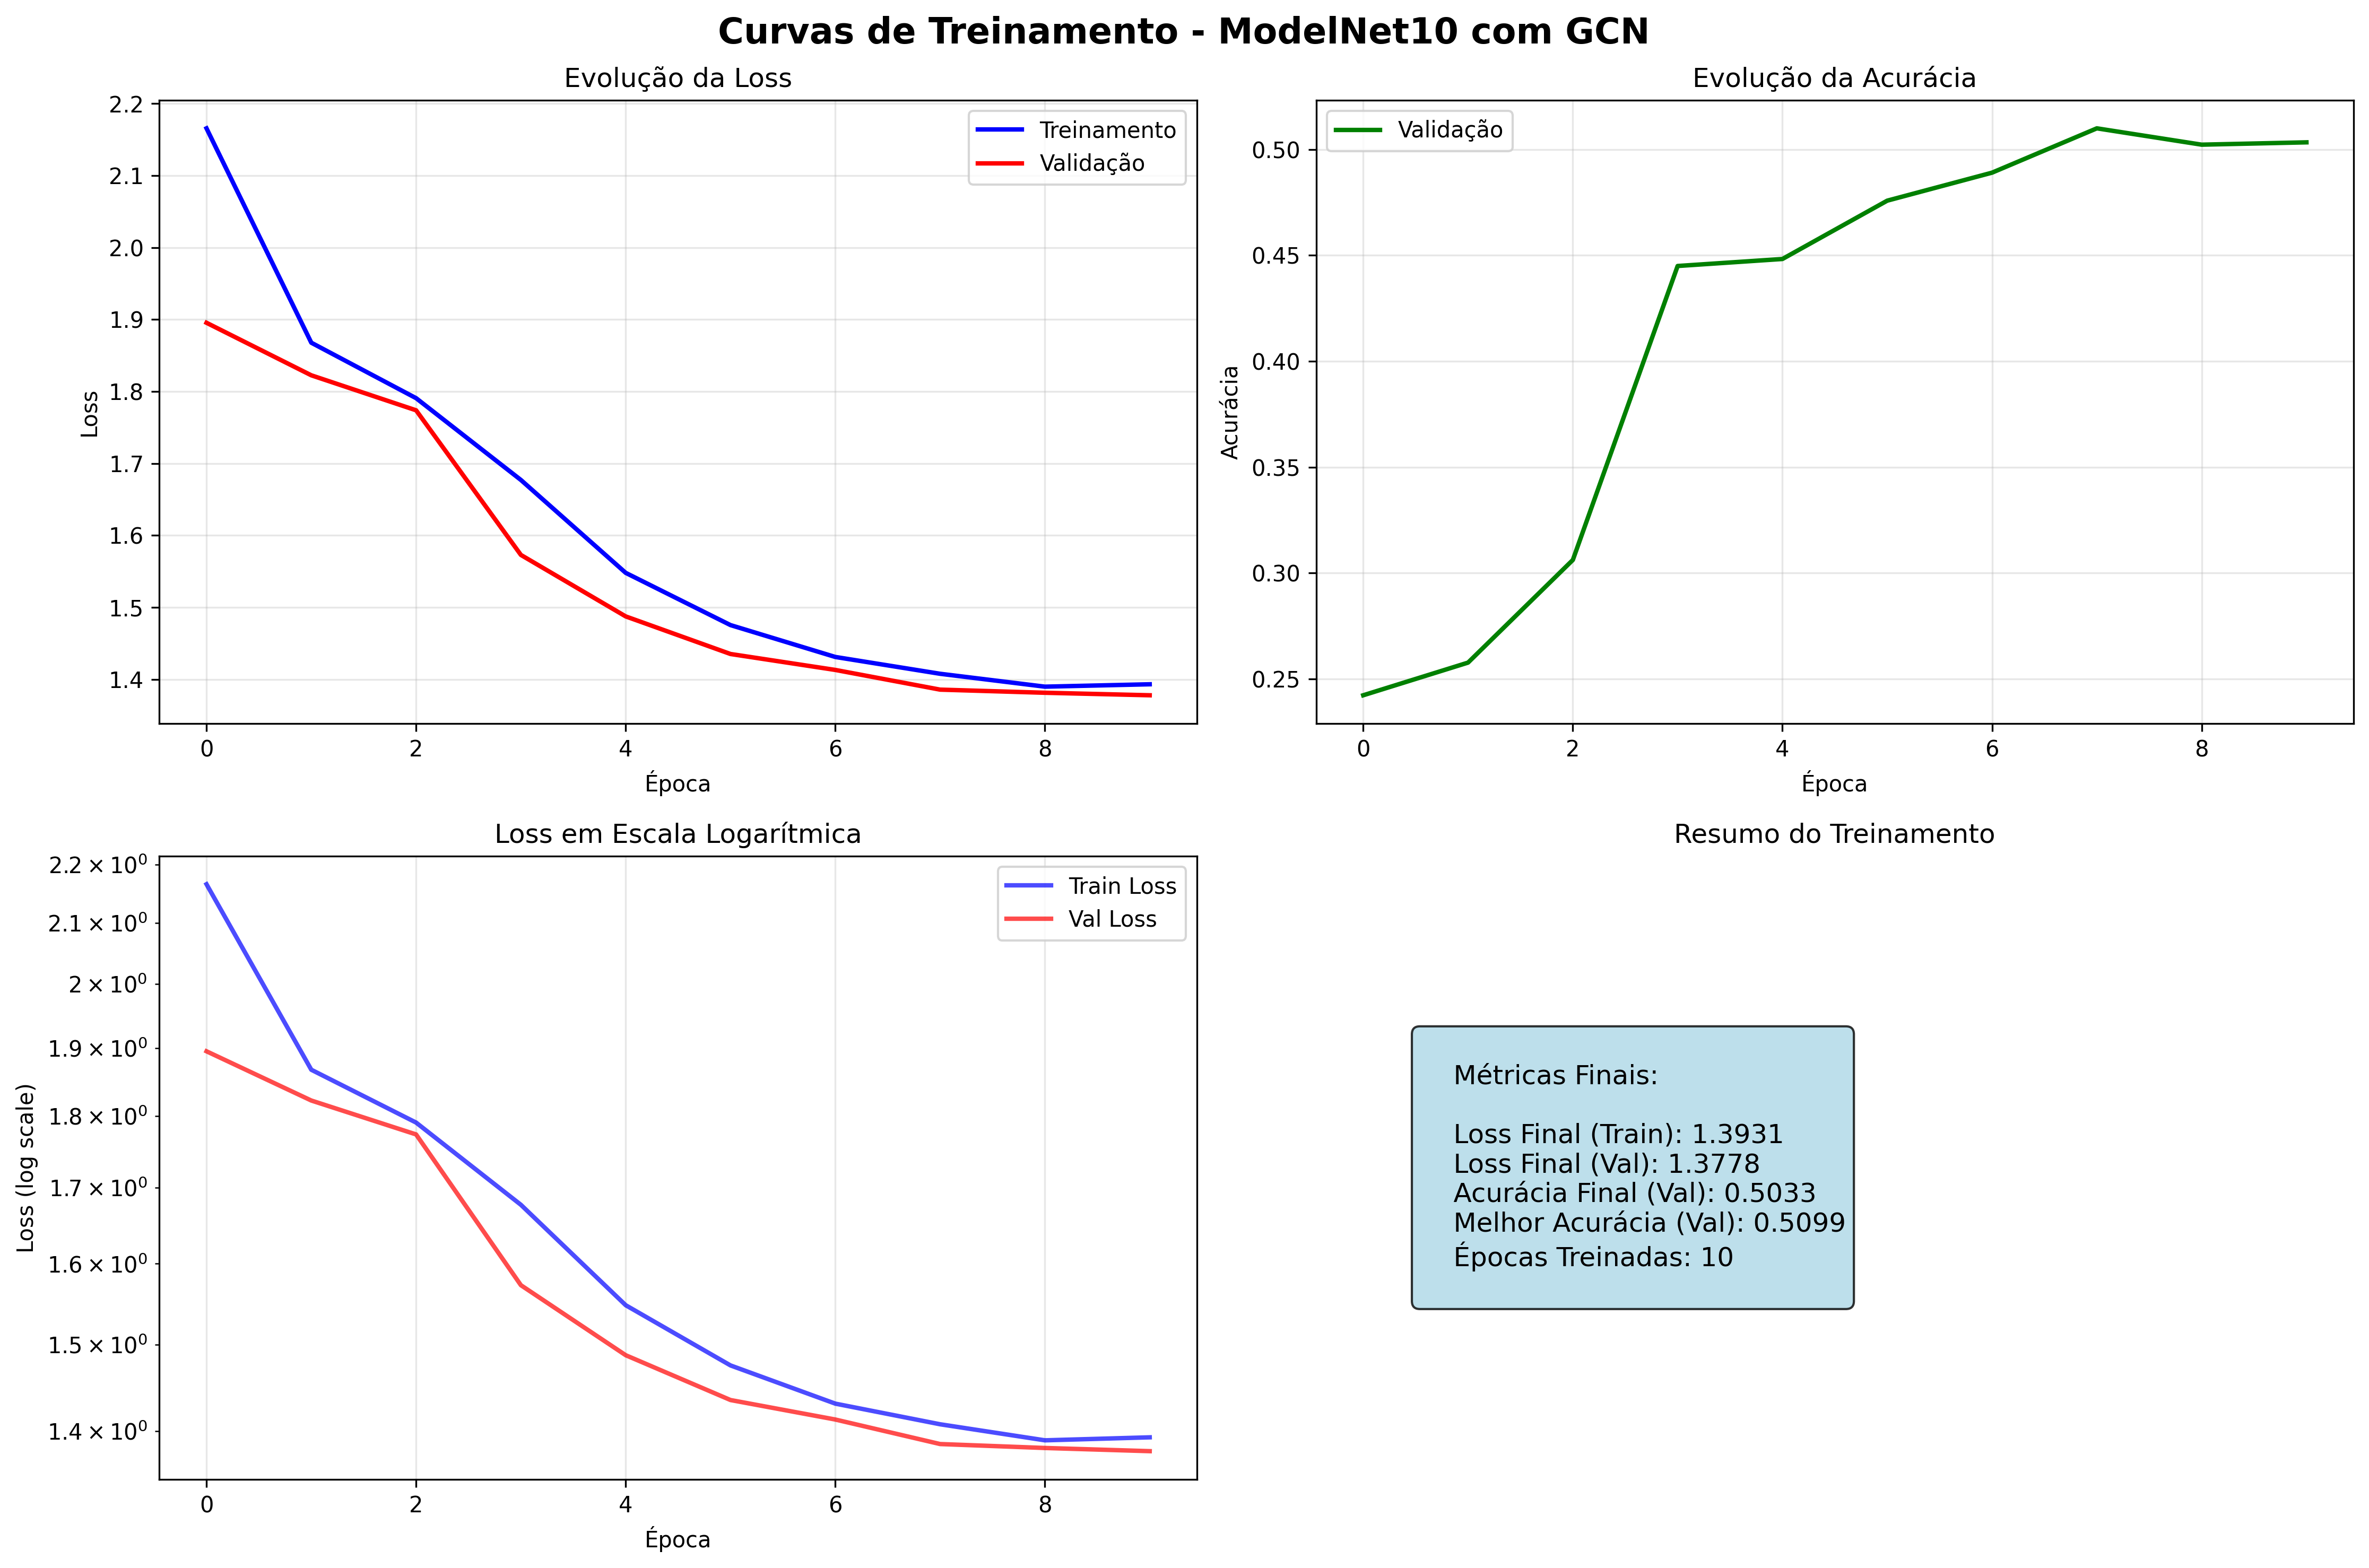 Curvas de Treinamento - ModelNet10 com GCN
Evolução da Loss
2.2
2.1
2.0
1.9
1.8
1.7
1.6
1.5
1.4
Loss
Treinamento
Validação
0 2 4 6 8
Época
Evolução da Acurácia
0.50
0.45
0.40
0.35
0.30
0.25
Acurácia
Validação
0 2 4 6 8
Época
Loss em Escala Logarítmica
2.2 × 10⁰
2.1 × 10⁰
2 × 10⁰
1.9 × 10⁰
1.8 × 10⁰
1.7 × 10⁰
1.6 × 10⁰
1.5 × 10⁰
1.4 × 10⁰
Loss (log scale)
Train Loss
Val Loss
0 2 4 6 8
Época
Resumo do Treinamento
Métricas Finais:
Loss Final (Train): 1.3931
Loss Final (Val): 1.3778
Acurácia Final (Val): 0.5033
Melhor Acurácia (Val): 0.5099
Épocas Treinadas: 10